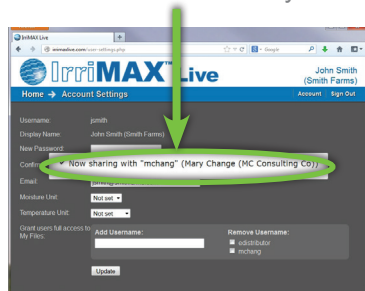 IrriMAX Live
irrimaxlive.com/user-settings.php
Google
IrriMAX™ Live
John Smith
(Smith Farms)
Home → Account Settings
Account Sign Out
Username: jsmith
Display Name: John Smith (Smith Farms)
New Password:
✔ Now sharing with "mchang" (Mary Change (MC Consulting Co))
Email:
Moisture Unit: Not set
Temperature Unit: Not set
Grant users full access to
My Files:
Add Username:
Remove Username:
edistributor
mchang
Update